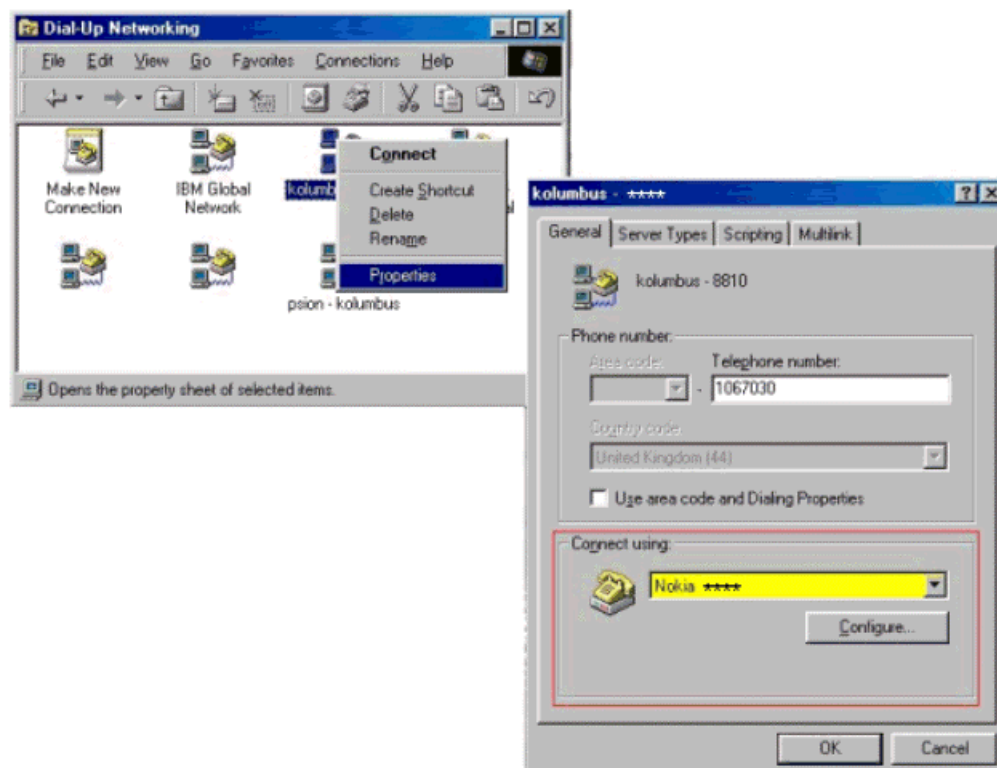 Dial-Up Networking
File Edit View Go Favorites Connections Help
Make New
Connection
IBM Global
Network
kolumb
Connect
Create Shortcut
Delete
Rename
Properties
psion - kolumbus
Opens the property sheet of selected items.
kolumbus - ****
General Server Types Scripting Multilink
kolumbus - 8810
Phone number:
Area code: Telephone number:
- 1067030
Country code:
United Kingdom (44)
Use area code and Dialing Properties
Connect using:
Nokia ****
Configure...
OK Cancel